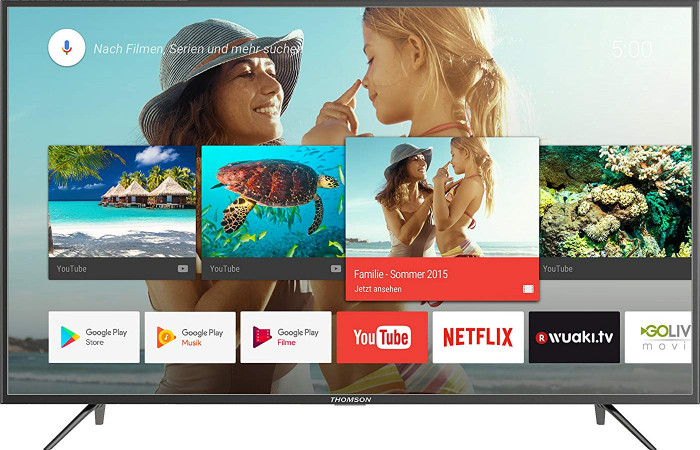 Nach Filmen, Serien und mehr suchen
5:00
YouTube
YouTube
Familie - Sommer 2015
Jetzt ansehen
YouTube
Google Play
Store
Google Play
Musik
Google Play
Filme
YouTube
NETFLIX
R wuaki.tv
GOLIV
movi
THOMSON